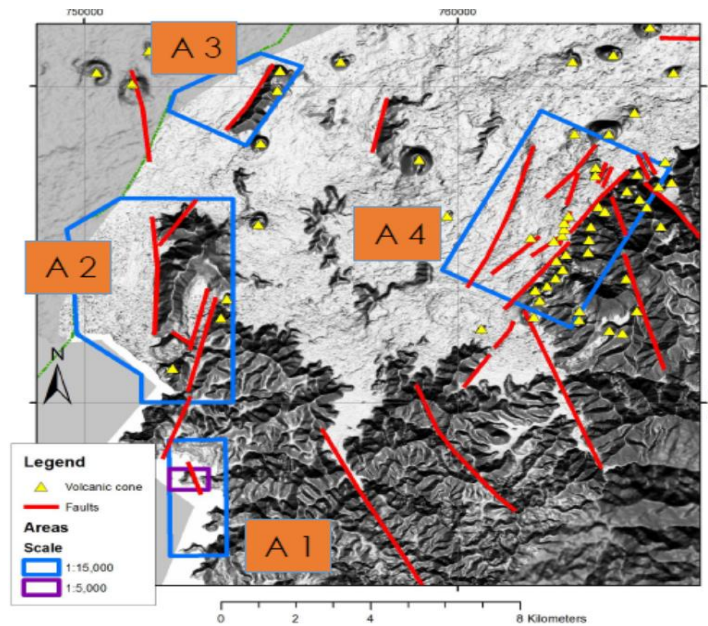 750000
760000
A 3
A 4
A 2
N
A 1
Legend
Volcanic cone
Faults
Areas
Scale
1:15,000
1:5,000
0 2 4 8 Kilometers